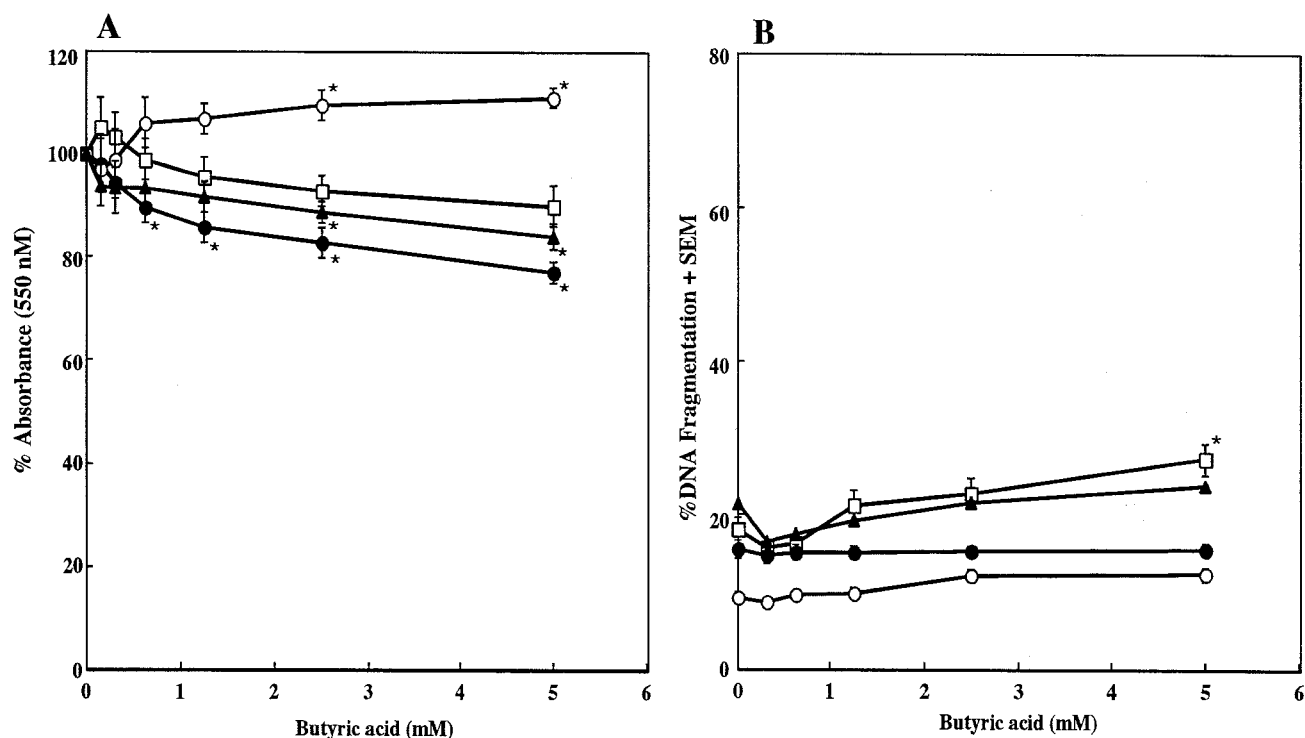 A
120
100
80
60
40
20
0
% Absorbance (550 nM)
* *
* * * * * *
0 1 2 3 4 5 6
Butyric acid (mM)
B
80
60
40
20
0
%DNA Fragmentation + SEM
*
0 1 2 3 4 5 6
Butyric acid (mM)